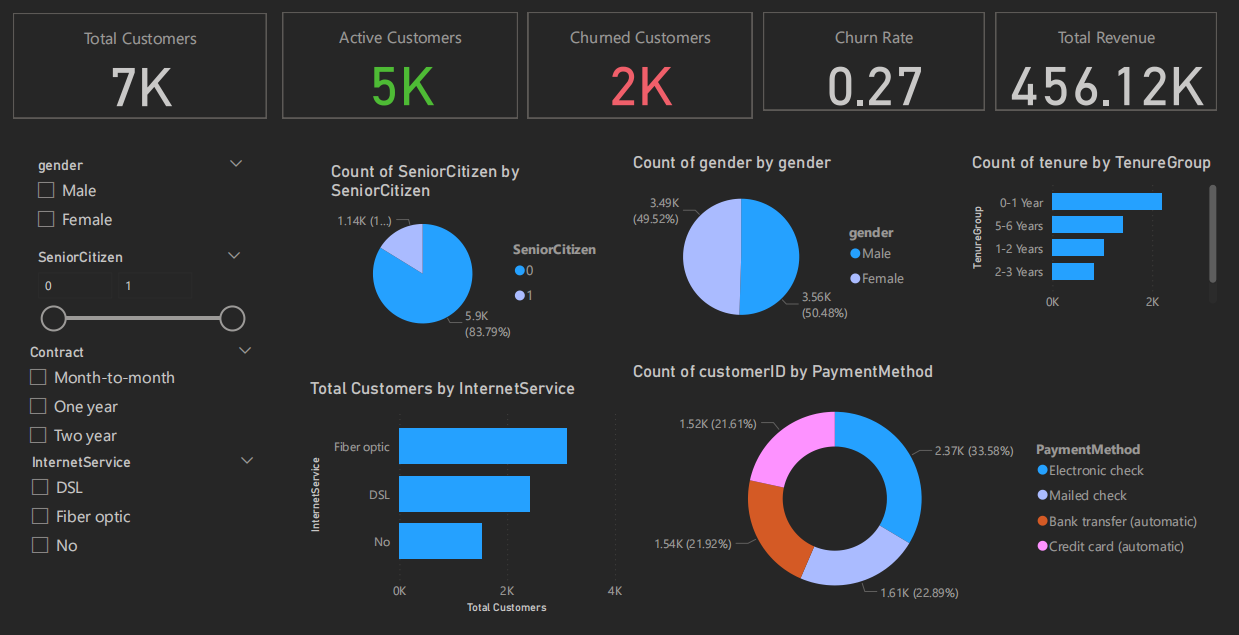 Total Customers
7K
Active Customers
5K
Churned Customers
2K
Churn Rate
0.27
Total Revenue
456.12K
gender
Male
Female
SeniorCitizen
0 1
Contract
Month-to-month
One year
Two year
InternetService
DSL
Fiber optic
No
Count of SeniorCitizen by
SeniorCitizen
1.14K (1...)
5.9K
(83.79%)
SeniorCitizen
0
1
Count of gender by gender
3.49K
(49.52%)
3.56K
(50.48%)
gender
Male
Female
Count of tenure by TenureGroup
TenureGroup
0-1 Year
5-6 Years
1-2 Years
2-3 Years
0K 2K
Total Customers by InternetService
InternetService
Fiber optic
DSL
No
0K 2K 4K
Total Customers
Count of customerID by PaymentMethod
1.52K (21.61%)
2.37K (33.58%)
1.54K (21.92%)
1.61K (22.89%)
PaymentMethod
Electronic check
Mailed check
Bank transfer (automatic)
Credit card (automatic)